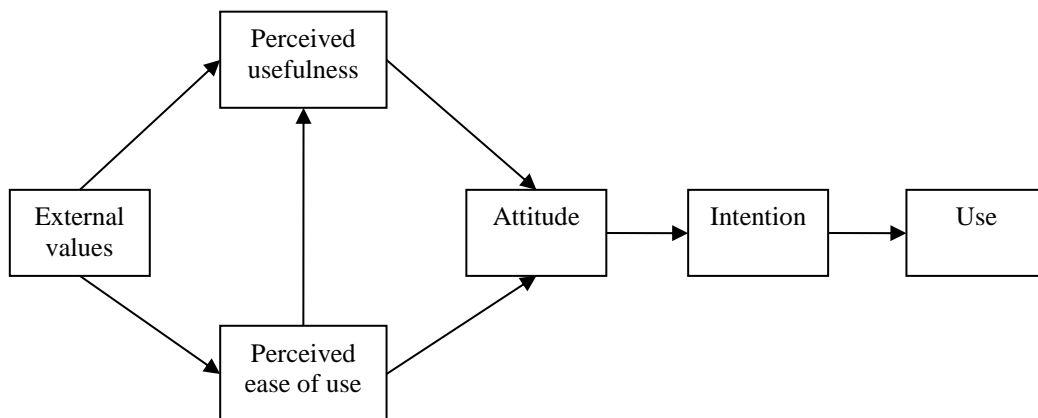 Perceived
usefulness
External
values
Attitude
Intention
Use
Perceived
ease of use